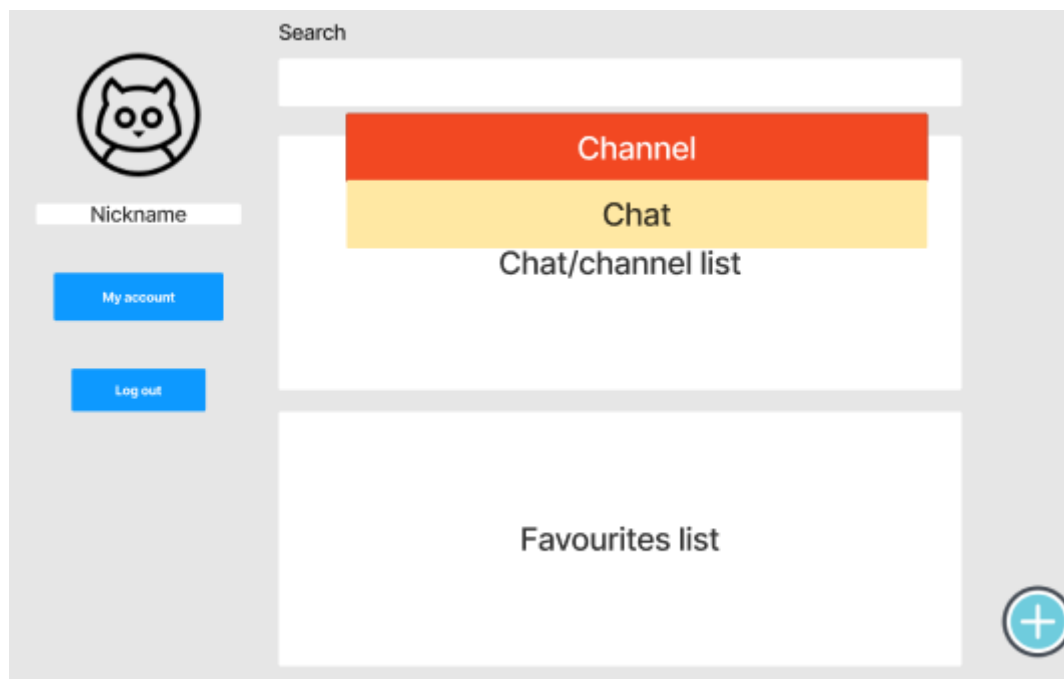 Search
Nickname
My account
Log out
Channel
Chat
Chat/channel list
Favourites list